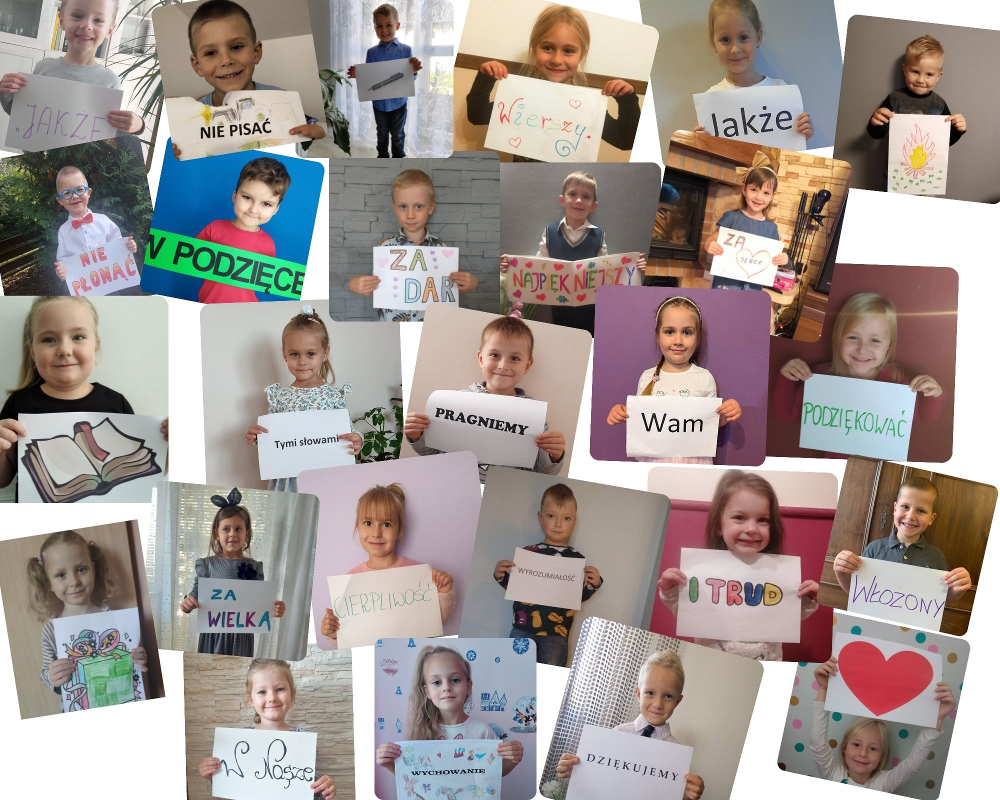 „JAKŻE
NIE PISAĆ
Wierszy.
Jakże
NIE
PŁONĄĆ
W PODZIĘCE
ZA
DAR
NAJPIĘKNIEJSZY
ZA
SERCE
Tymi słowami
PRAGNIEMY
Wam
PODZIĘKOWAĆ
ZA
WIELKĄ
CIERPLIWOŚĆ
WYROZUMIAŁOŚĆ
I TRUD
WŁOŻONY
W Nasze
WYCHOWANIE
DZIĘKUJEMY